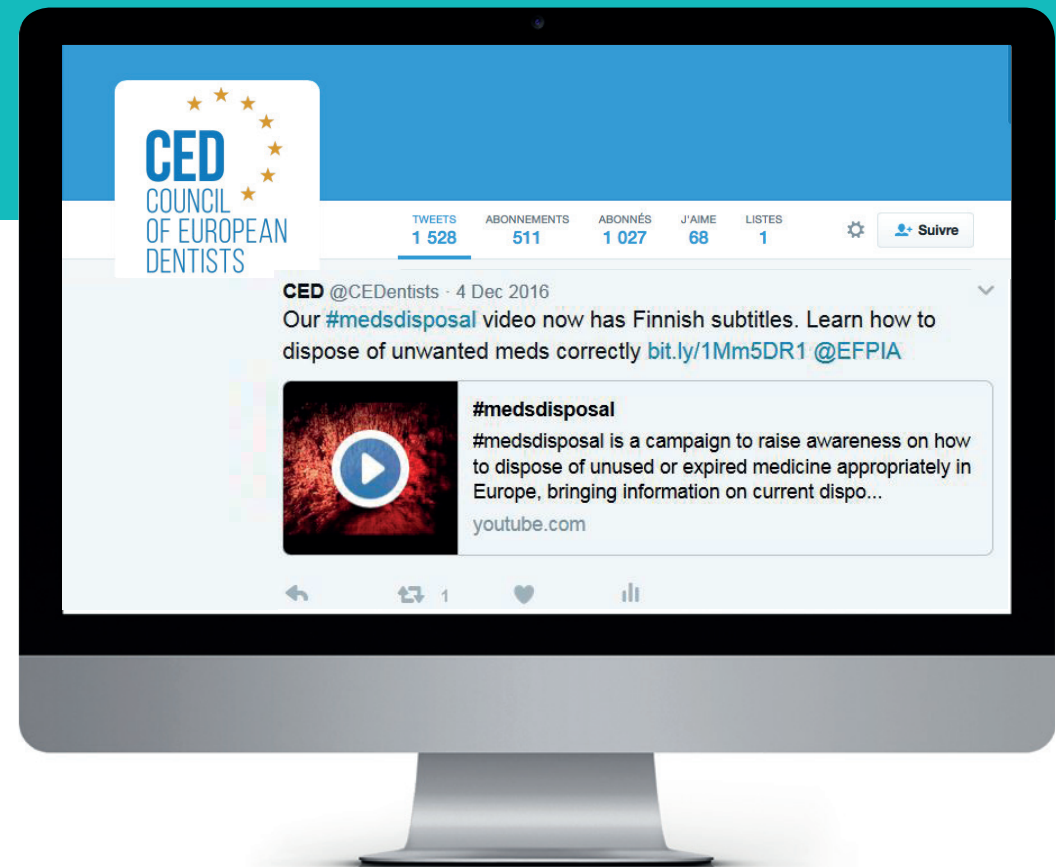 CED
COUNCIL
OF EUROPEAN
DENTISTS
TWEETS ABONNEMENTS ABONNÉS J'AIME LISTES
1 528 511 1 027 68 1
Suivre
CED @CEDentists · 4 Dec 2016
Our #medsdisposal video now has Finnish subtitles. Learn how to
dispose of unwanted meds correctly bit.ly/1Mm5DR1 @EFPIA
#medsdisposal
#medsdisposal is a campaign to raise awareness on how
to dispose of unused or expired medicine appropriately in
Europe, bringing information on current dispo...
youtube.com
1